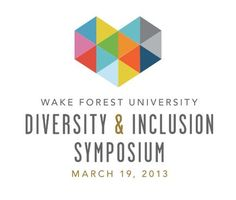 WAKE FOREST UNIVERSITY
DIVERSITY & INCLUSION
SYMPOSIUM
MARCH 19, 2013